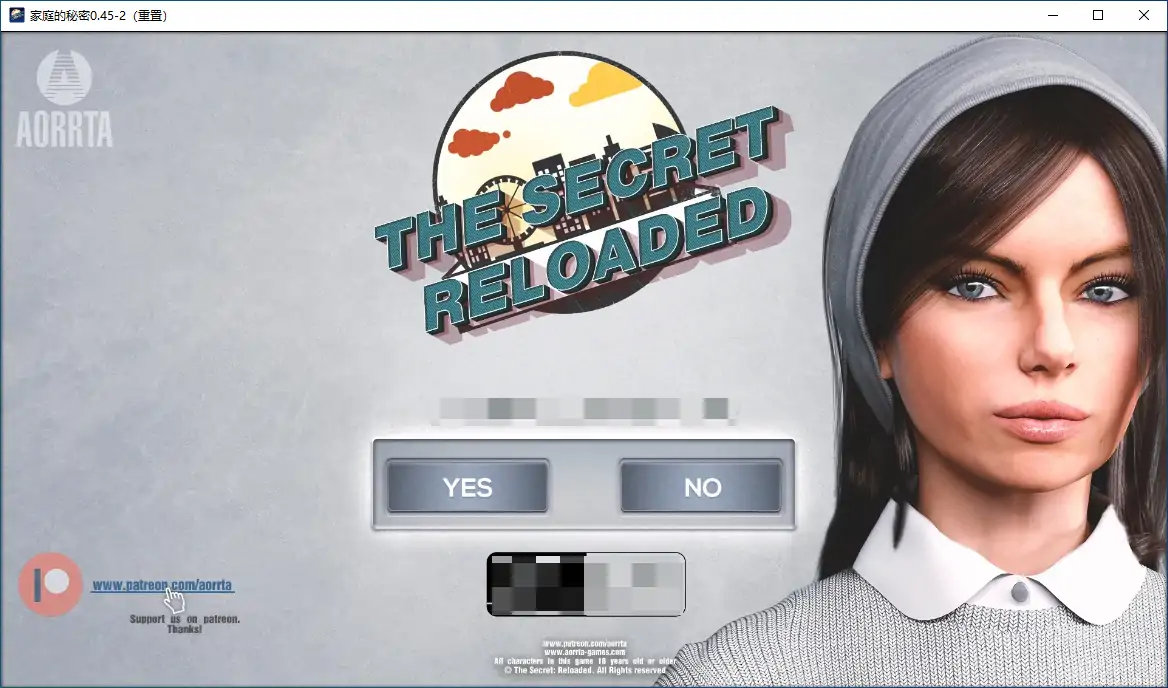 家庭的秘密0.45-2（重置）
AORRTA
THE SECRET
RELOADED
YES
NO
www.patreon.com/aorrta
Support us on patreon.
Thanks!
www.patreon.com/aorrta
www.aorrta-games.com
All characters in this game 18 years old or older
© The Secret: Reloaded. All Rights reserved.